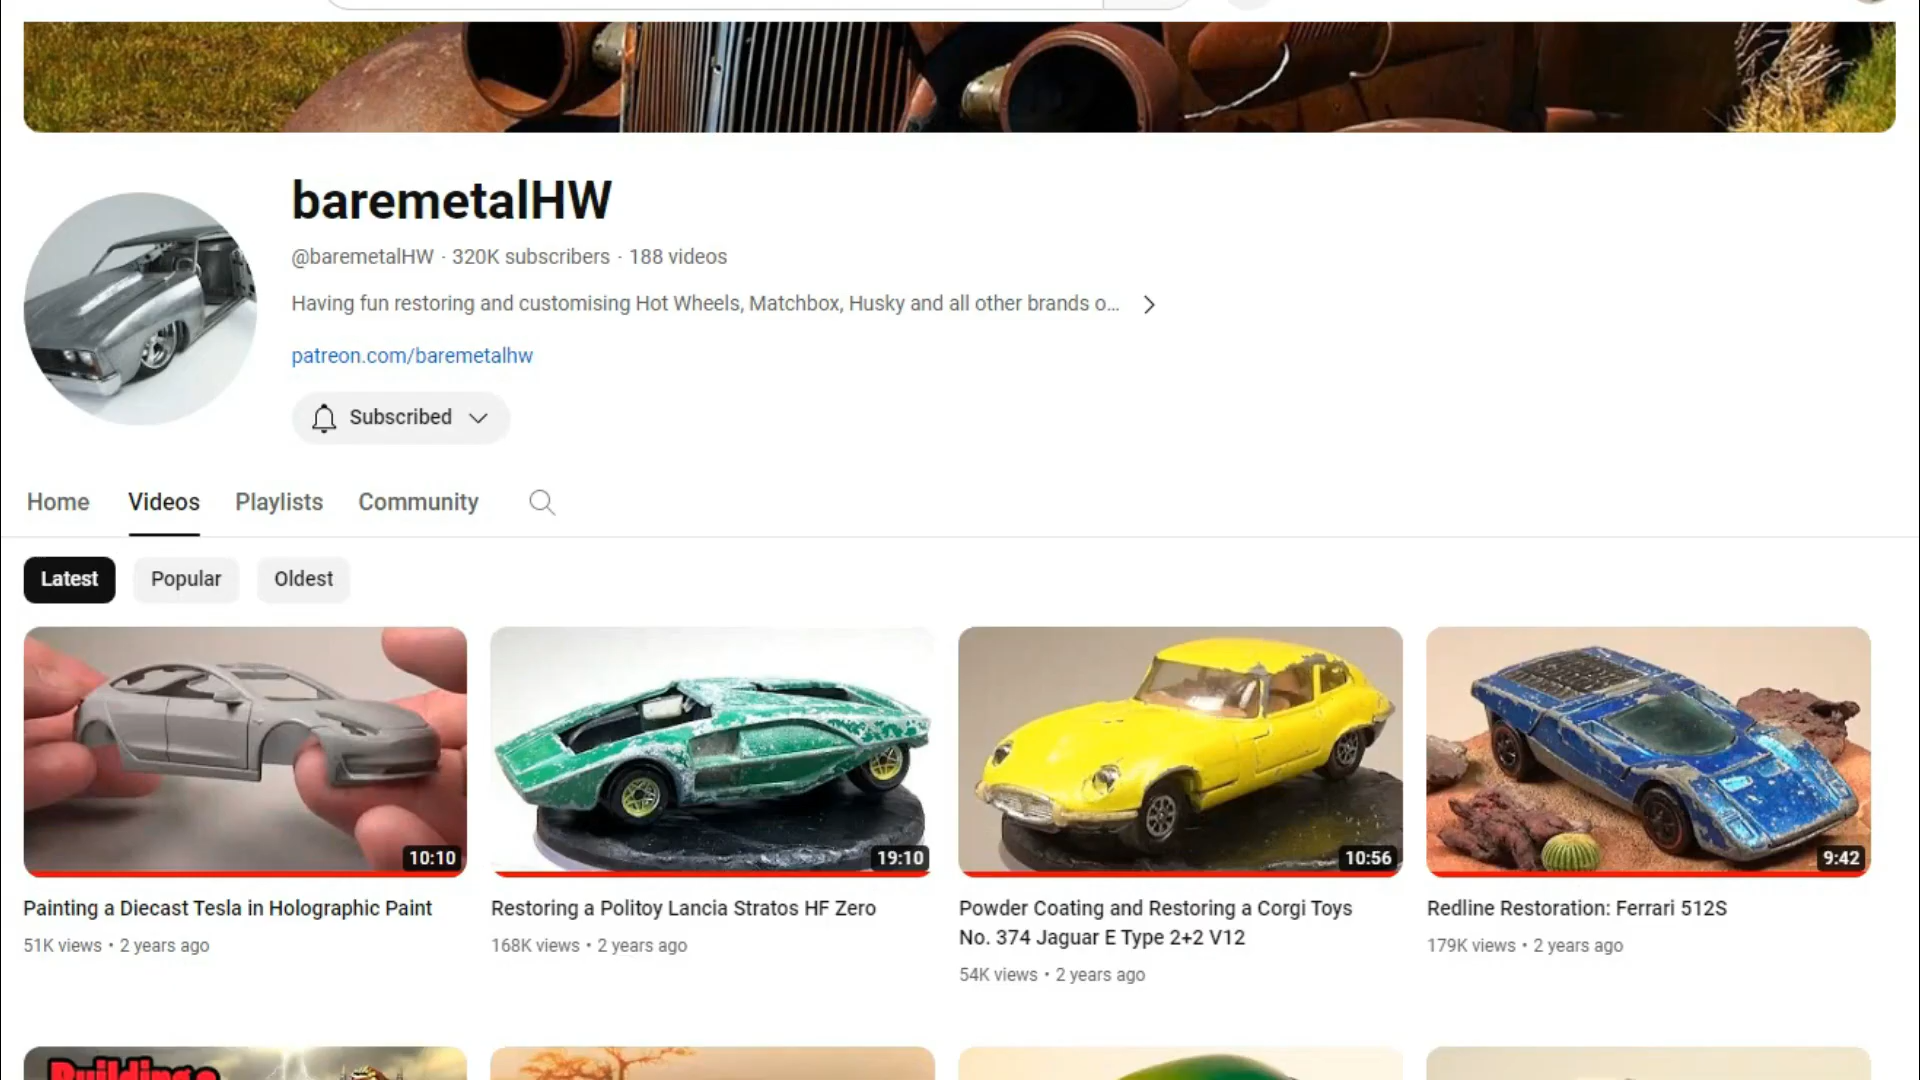 baremetalHW
@baremetalHW · 320K subscribers · 188 videos
Having fun restoring and customising Hot Wheels, Matchbox, Husky and all other brands o...
patreon.com/baremetalhw
Subscribed
Home Videos Playlists Community
Latest Popular Oldest
10:10 19:10 10:56 9:42
Painting a Diecast Tesla in Holographic Paint
51K views • 2 years ago
Restoring a Politoy Lancia Stratos HF Zero
168K views • 2 years ago
Powder Coating and Restoring a Corgi Toys
No. 374 Jaguar E Type 2+2 V12
54K views • 2 years ago
Redline Restoration: Ferrari 512S
179K views • 2 years ago
Building a